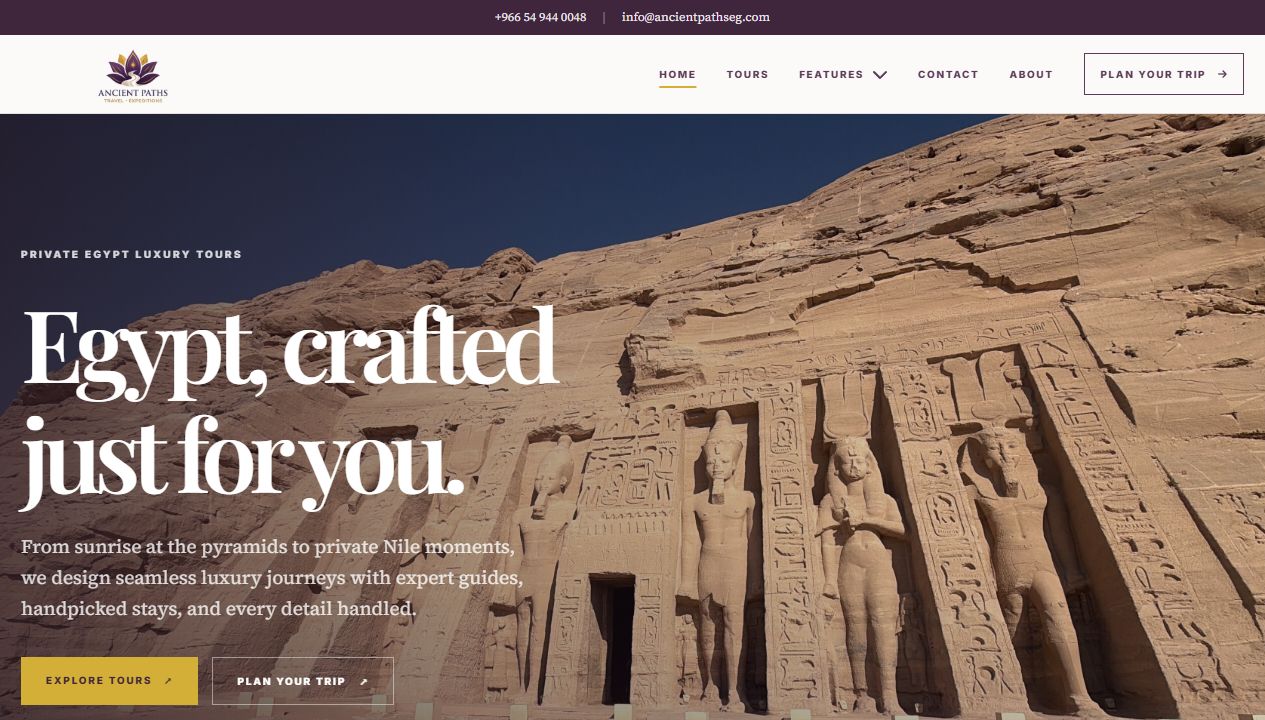 +966 54 944 0048 | info@ancientpathseg.com
ANCIENT PATHS
TRAVEL • EXPEDITIONS
HOME TOURS FEATURES CONTACT ABOUT PLAN YOUR TRIP →
PRIVATE EGYPT LUXURY TOURS
Egypt, crafted
just for you.
From sunrise at the pyramids to private Nile moments,
we design seamless luxury journeys with expert guides,
handpicked stays, and every detail handled.
EXPLORE TOURS ↗ PLAN YOUR TRIP ↗